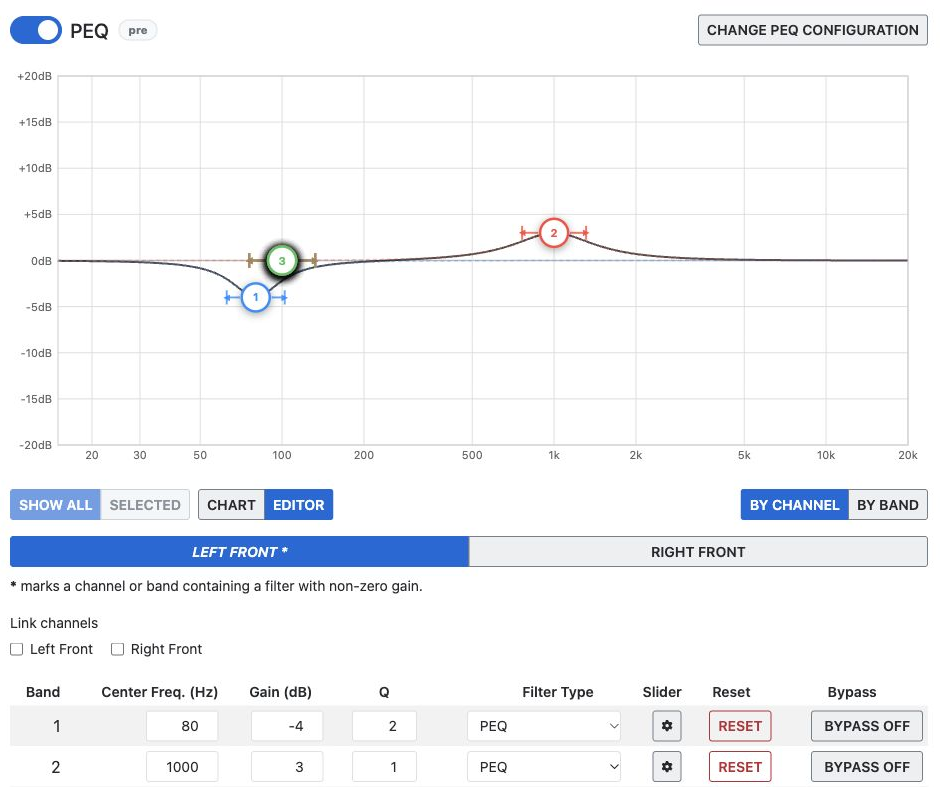 PEQ pre CHANGE PEQ CONFIGURATION
+20dB
+15dB
+10dB
+5dB
2
0dB 3
1
-5dB
-10dB
-15dB
-20dB
20 30 50 100 200 500 1k 2k 5k 10k 20k
SHOW ALL SELECTED CHART EDITOR BY CHANNEL BY BAND
LEFT FRONT * RIGHT FRONT
* marks a channel or band containing a filter with non-zero gain.
Link channels
Left Front Right Front
Band Center Freq. (Hz) Gain (dB) Q Filter Type Slider Reset Bypass
1 80 -4 2 PEQ RESET BYPASS OFF
2 1000 3 1 PEQ RESET BYPASS OFF